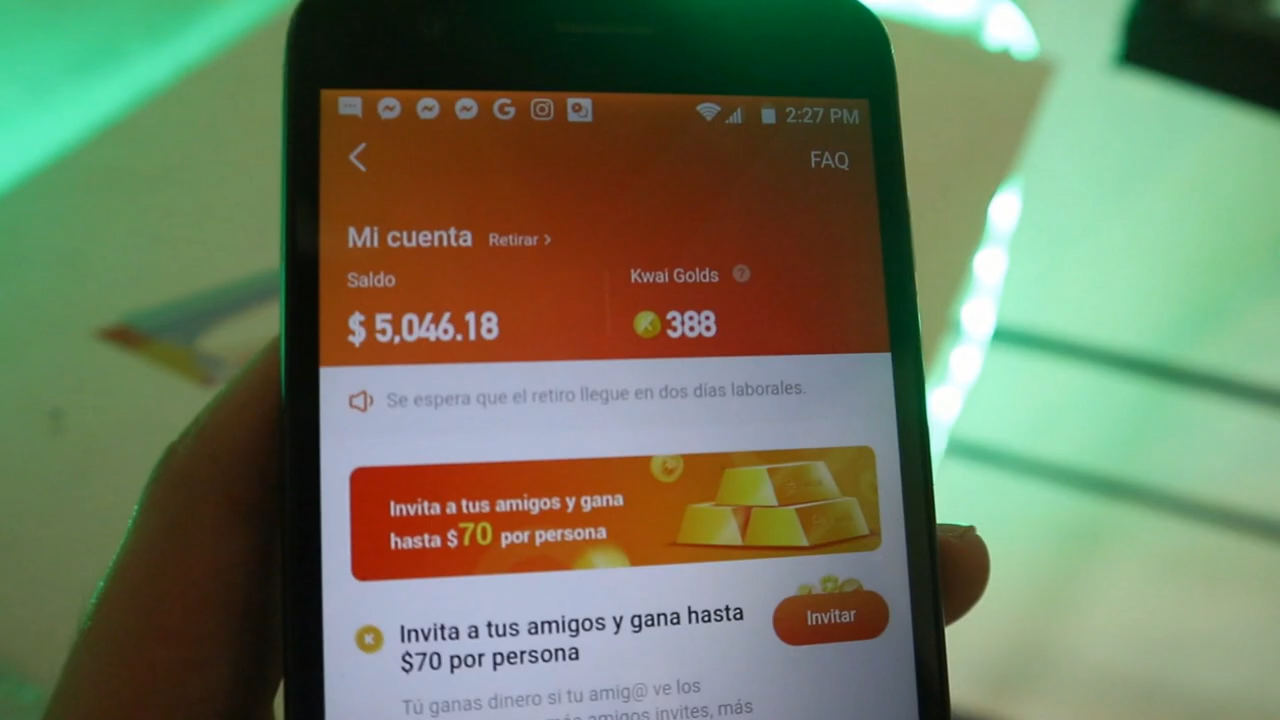 2:27 PM
FAQ
Mi cuenta Retirar >
Saldo
Kwai Golds ?
$ 5,046.18
K 388
Se espera que el retiro llegue en dos días laborales.
Invita a tus amigos y gana
hasta $70 por persona
K
Invita a tus amigos y gana hasta
$70 por persona
Invitar
Tú ganas dinero si tu amig@ ve los
más amigos invites, más